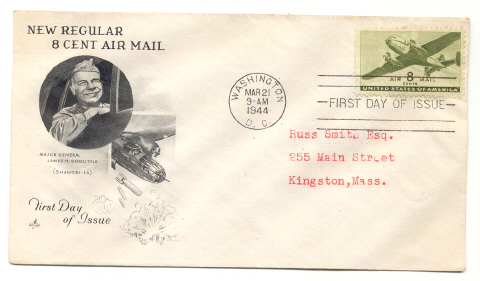 NEW REGULAR
8 CENT AIR MAIL
MAJOR GENERAL
JAMES H. DOOLITTLE
(SHANGRI-LA)
First Day
of Issue
WASHINGTON
MAR 21
9-AM
1944
D. C.
AIR 8 MAIL
CENTS
UNITED STATES OF AMERICA
FIRST DAY OF ISSUE
Russ Smith Esq.
255 Main Street
Kingston,Mass.